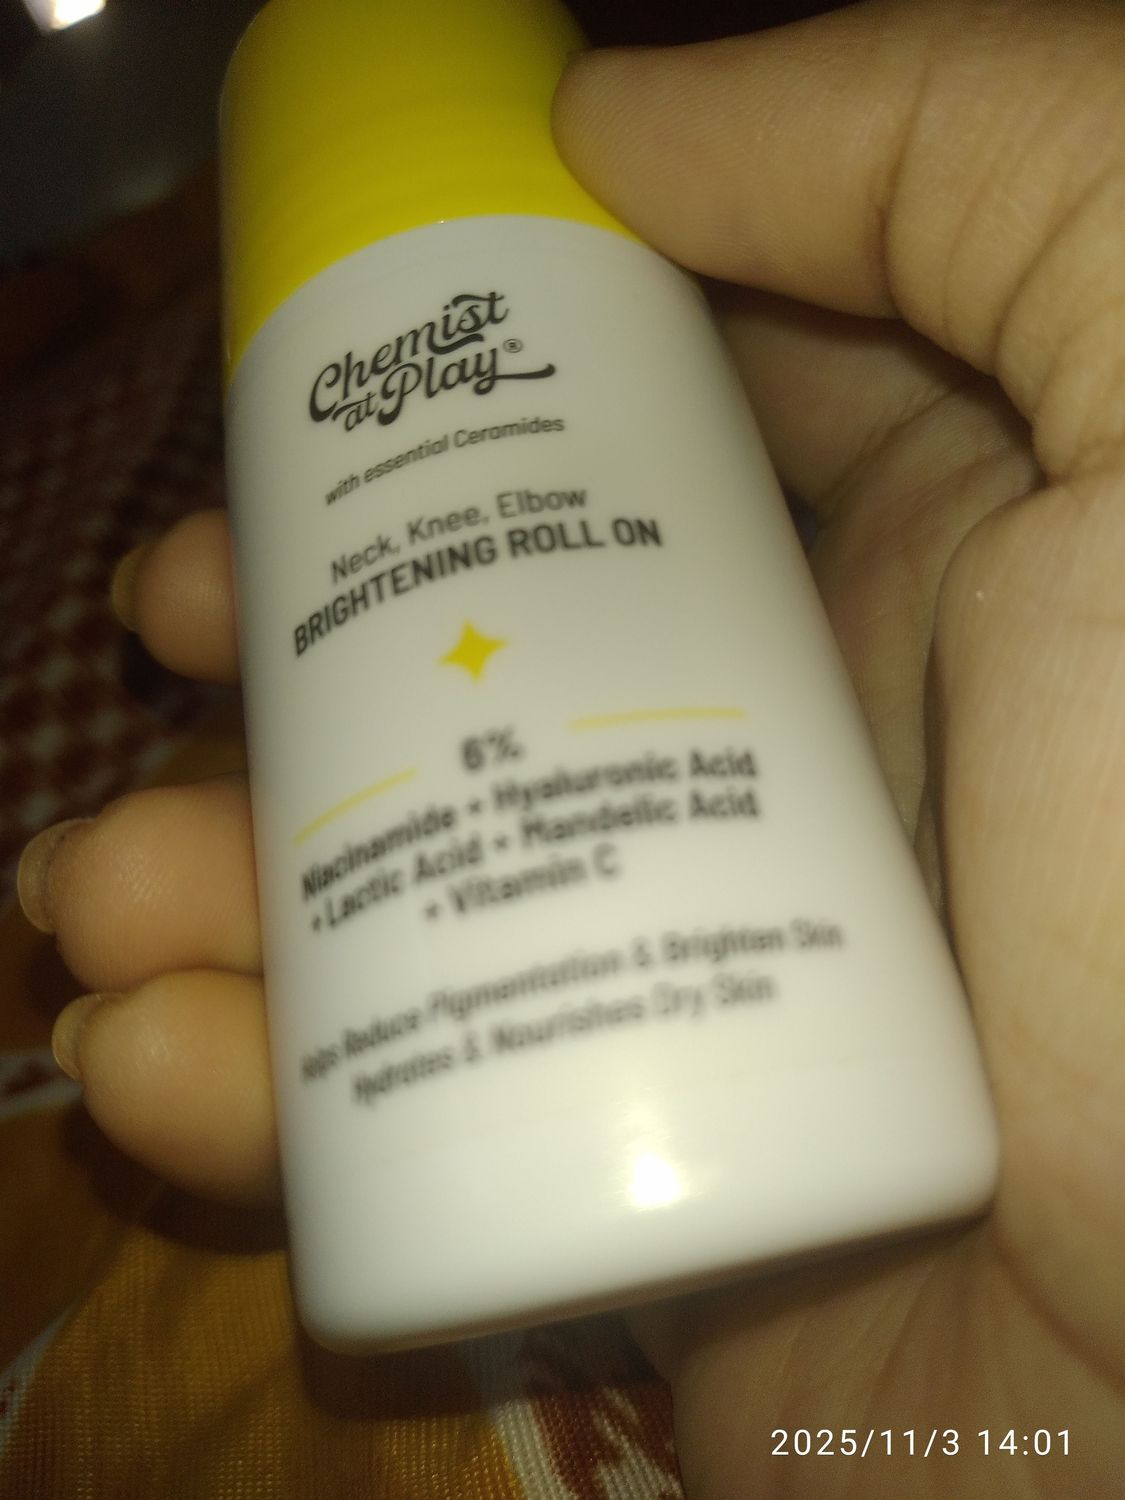 Chemist
at Play®
with essential Ceramides
Neck, Knee, Elbow
BRIGHTENING ROLL ON
6%
Niacinamide • Hyaluronic Acid
• Lactic Acid • Mandelic Acid
• Vitamin C
Helps Reduce Pigmentation & Brighten Skin
Hydrates & Nourishes Dry Skin
2025/11/3 14:01